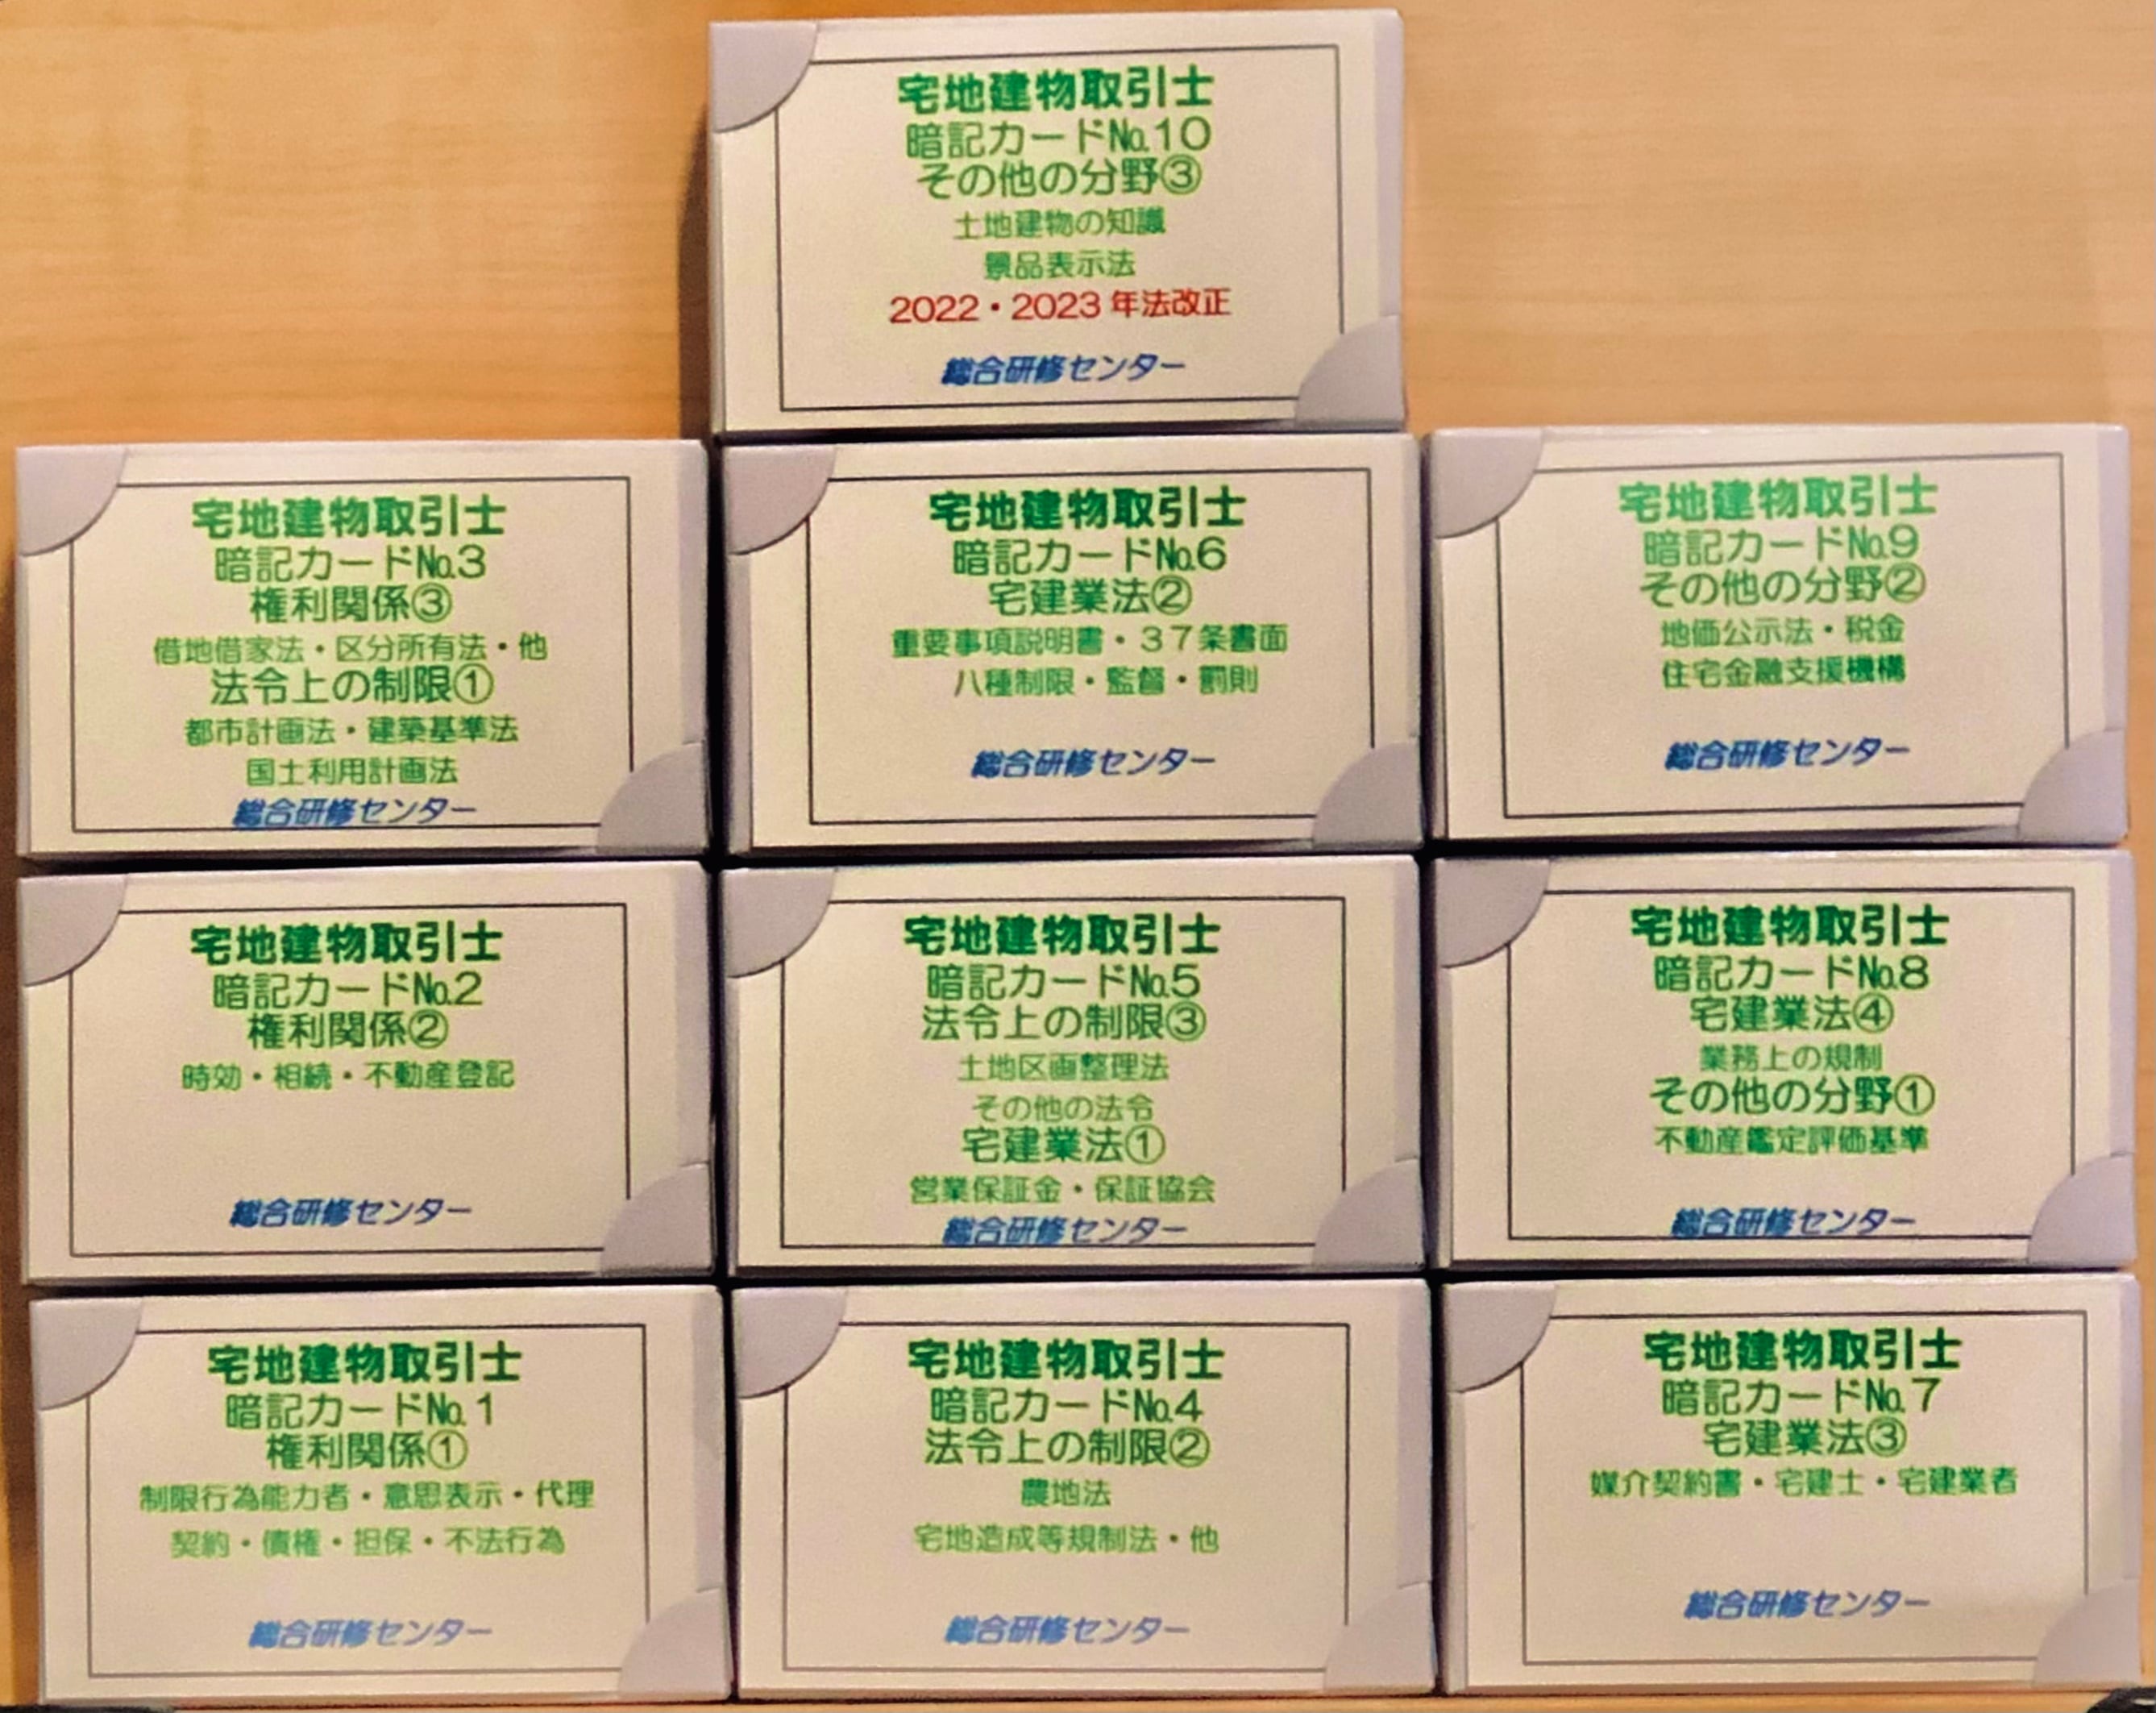 宅地建物取引士
暗記カード№10
その他の分野③
土地建物の知識
景品表示法
2022・2023年法改正
総合研修センター
宅地建物取引士
暗記カード№3
権利関係③
借地借家法・区分所有法・他
法令上の制限①
都市計画法・建築基準法
国土利用計画法
総合研修センター
宅地建物取引士
暗記カード№6
宅建業法②
重要事項説明書・37条書面
八種制限・監督・罰則
総合研修センター
宅地建物取引士
暗記カード№9
その他の分野②
地価公示法・税金
住宅金融支援機構
総合研修センター
宅地建物取引士
暗記カード№2
権利関係②
時効・相続・不動産登記
総合研修センター
宅地建物取引士
暗記カード№5
法令上の制限③
土地区画整理法
その他の法令
宅建業法①
営業保証金・保証協会
総合研修センター
宅地建物取引士
暗記カード№8
宅建業法④
業務上の規制
その他の分野①
不動産鑑定評価基準
総合研修センター
宅地建物取引士
暗記カード№1
権利関係①
制限行為能力者・意思表示・代理
契約・債権・担保・不法行為
総合研修センター
宅地建物取引士
暗記カード№4
法令上の制限②
農地法
宅地造成等規制法・他
総合研修センター
宅地建物取引士
暗記カード№7
宅建業法③
媒介契約書・宅建士・宅建業者
総合研修センター